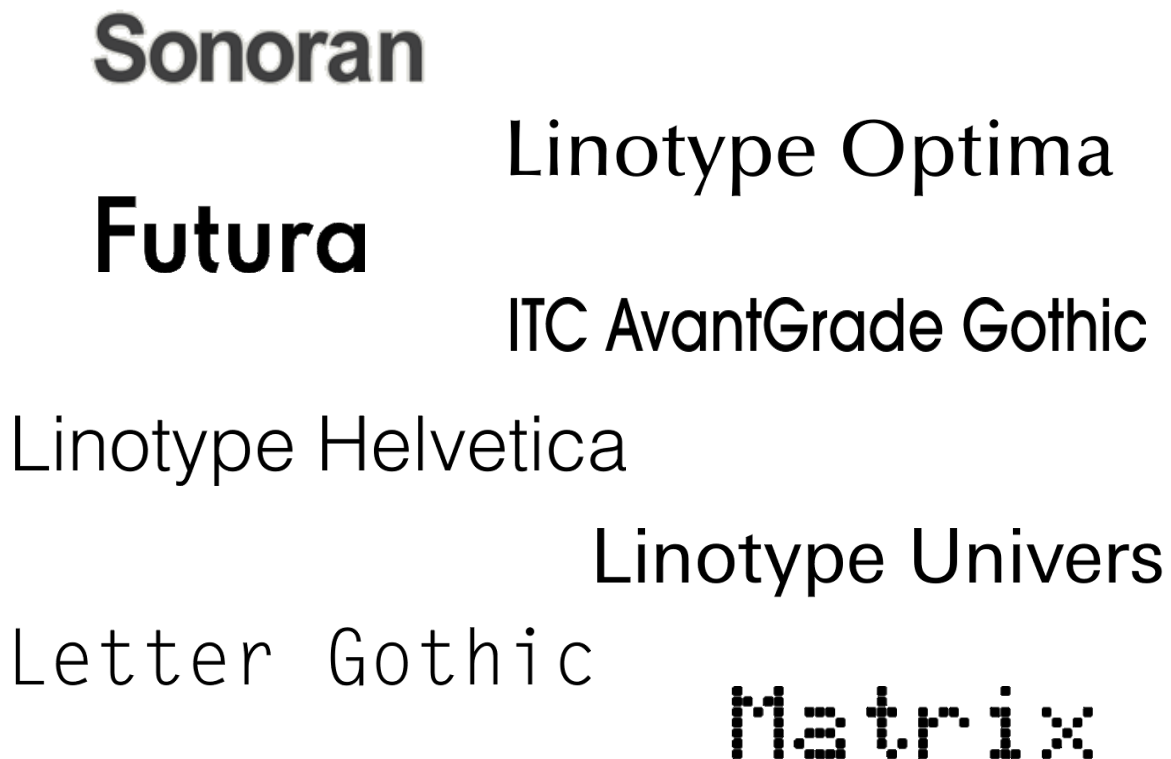 Sonoran
Linotype Optima
Futura
ITC AvantGrade Gothic
Linotype Helvetica
Linotype Univers
Letter Gothic
Matrix